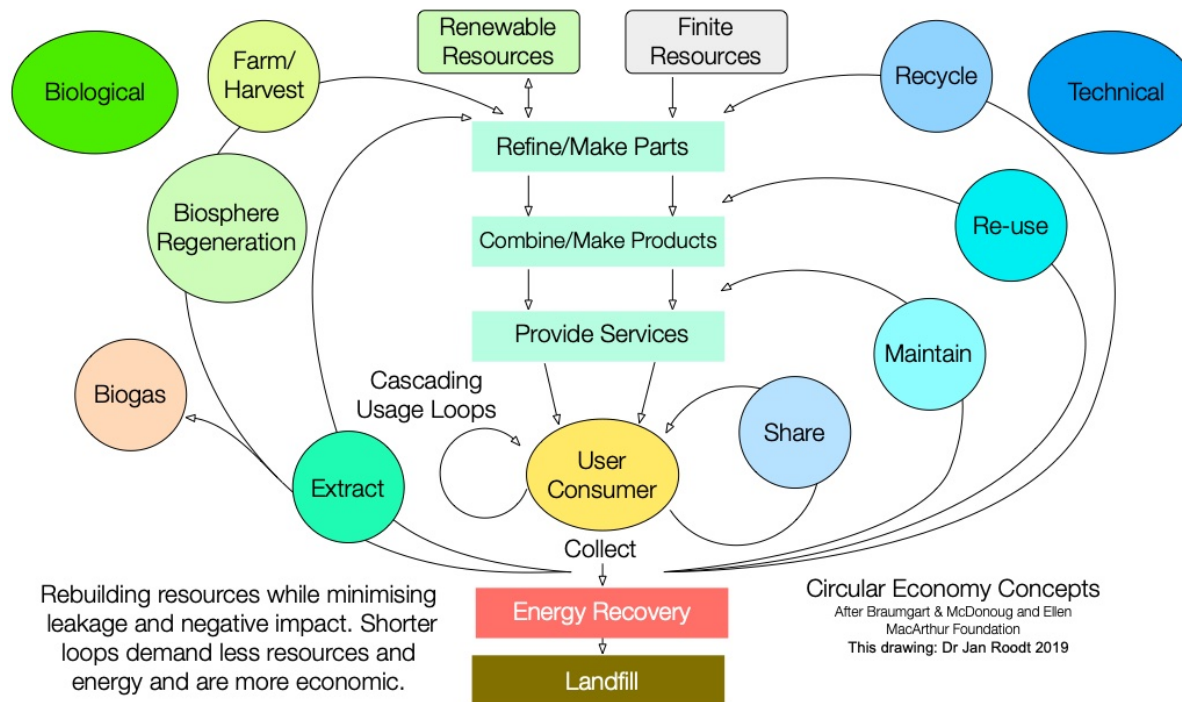 Renewable
Resources
Finite
Resources
Biological
Farm/
Harvest
Recycle
Technical
Refine/Make Parts
Biosphere
Regeneration
Combine/Make Products
Re-use
Provide Services
Maintain
Biogas
Cascading
Usage Loops
Share
User
Consumer
Extract
Collect
Energy Recovery
Landfill
Rebuilding resources while minimising
leakage and negative impact. Shorter
loops demand less resources and
energy and are more economic.
Circular Economy Concepts
After Braumgart & McDonoug and Ellen
MacArthur Foundation
This drawing: Dr Jan Roodt 2019